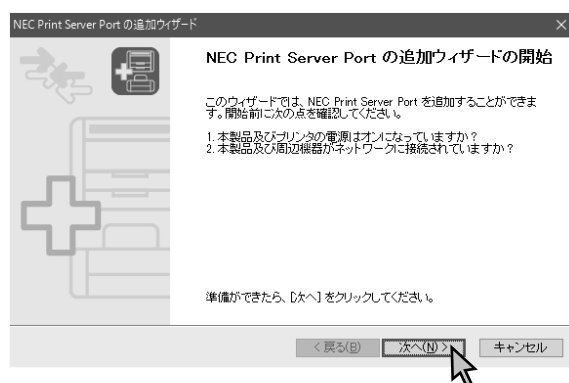 NEC Print Server Port の追加ウィザード
NEC Print Server Port の追加ウィザードの開始
このウィザードでは、NEC Print Server Port を追加することができま
す。開始前に次の点を確認してください。
1. 本製品及びプリンタの電源はオンになっていますか？
2. 本製品及び周辺機器がネットワークに接続されていますか？
準備ができたら、[次へ] をクリックしてください。
< 戻る(B)
次へ(N) >
キャンセル